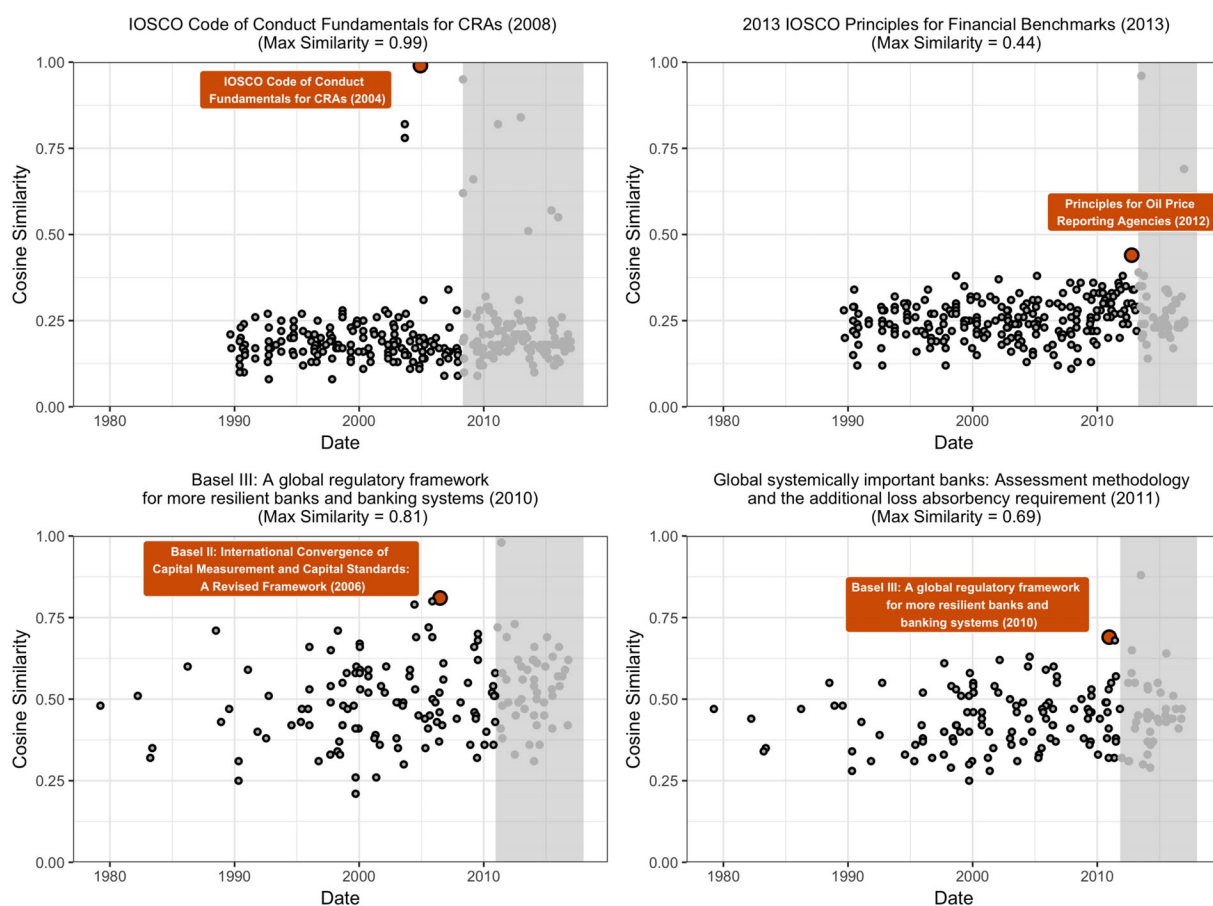 IOSCO Code of Conduct Fundamentals for CRAs (2008)
(Max Similarity = 0.99)
1.00
0.75
0.50
0.25
0.00
Cosine Similarity
IOSCO Code of Conduct
Fundamentals for CRAs (2004)
1980
1990
2000
2010
Date
2013 IOSCO Principles for Financial Benchmarks (2013)
(Max Similarity = 0.44)
1.00
0.75
0.50
0.25
0.00
Cosine Similarity
Principles for Oil Price
Reporting Agencies (2012)
1980
1990
2000
2010
Date
Basel III: A global regulatory framework
for more resilient banks and banking systems (2010)
(Max Similarity = 0.81)
1.00
0.75
0.50
0.25
0.00
Cosine Similarity
Basel II: International Convergence of
Capital Measurement and Capital Standards:
A Revised Framework (2006)
1980
1990
2000
2010
Date
Global systemically important banks: Assessment methodology
and the additional loss absorbency requirement (2011)
(Max Similarity = 0.69)
1.00
0.75
0.50
0.25
0.00
Cosine Similarity
Basel III: A global regulatory framework
for more resilient banks and
banking systems (2010)
1980
1990
2000
2010
Date